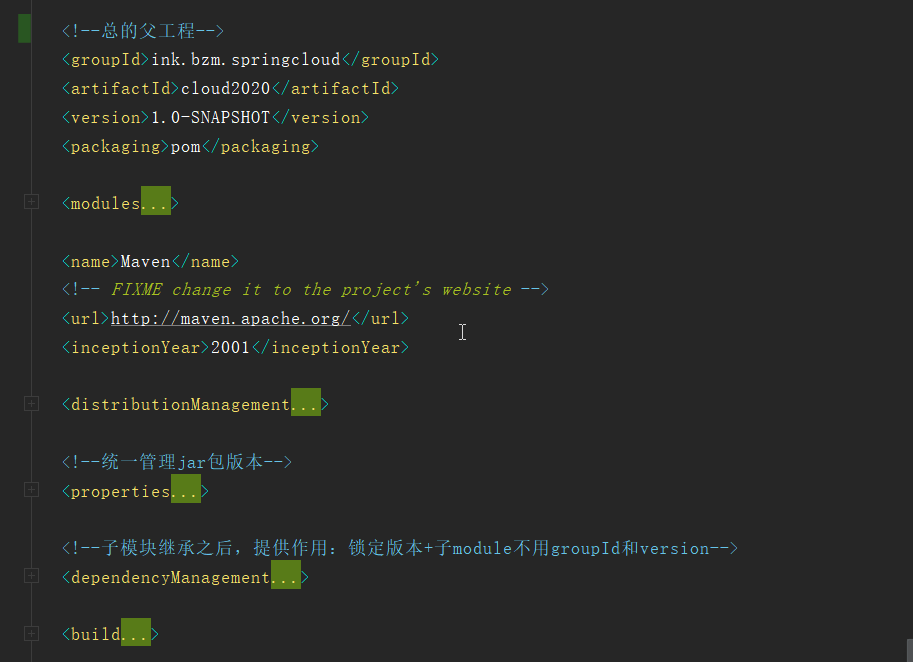 <!--总的父工程-->
<groupId>ink.bzm.springcloud</groupId>
<artifactId>cloud2020</artifactId>
<version>1.0-SNAPSHOT</version>
<packaging>pom</packaging>
<modules...>
<name>Maven</name>
<!-- FIXME change it to the project's website -->
<url>http://maven.apache.org/</url>
<inceptionYear>2001</inceptionYear>
<distributionManagement...>
<!--统一管理jar包版本-->
<properties...>
<!--子模块继承之后，提供作用：锁定版本+子module不用groupId和version-->
<dependencyManagement...>
<build...>